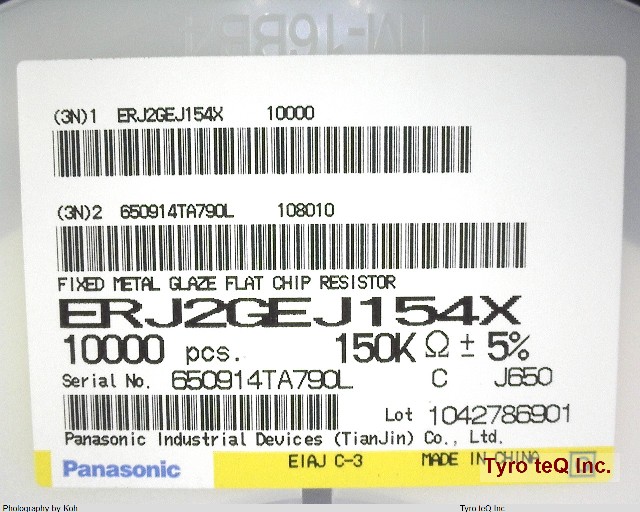 M-16BR1
(3N)1 ERJ2GEJ154X 10000
(3N)2 650914TA790L 108010
FIXED METAL GLAZE FLAT CHIP RESISTOR
ERJ2GEJ154X
10000 pcs. 150K Ω ± 5%
Serial No. 650914TA790L C J650
Lot 1042786901
Panasonic Industrial Devices (TianJin) Co., Ltd.
Panasonic EIAJ C-3 MADE IN CHINA
Tyro teQ Inc.
Photography by Koh Tyro teQ Inc